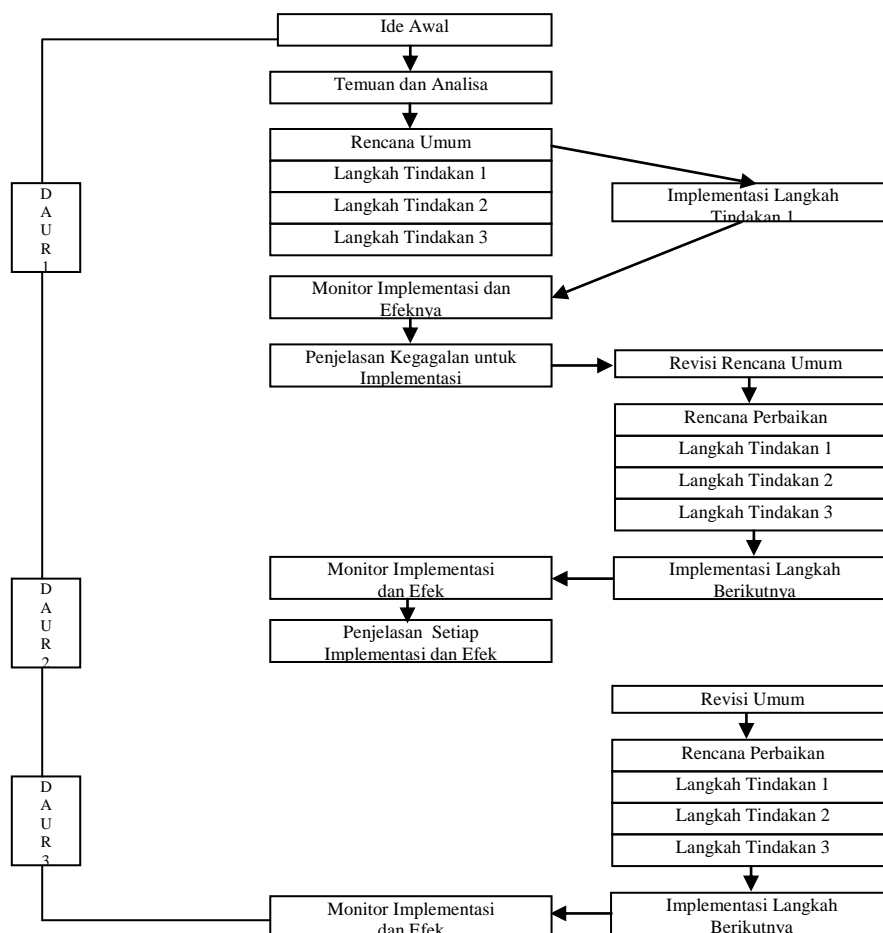 Ide Awal
Temuan dan Analisa
Rencana Umum
Langkah Tindakan 1
Langkah Tindakan 2
Langkah Tindakan 3
Implementasi Langkah
Tindakan 1
D
A
U
R
1
Monitor Implementasi dan
Efeknya
Penjelasan Kegagalan untuk
Implementasi
Revisi Rencana Umum
Rencana Perbaikan
Langkah Tindakan 1
Langkah Tindakan 2
Langkah Tindakan 3
Implementasi Langkah
Berikutnya
Monitor Implementasi
dan Efek
D
A
U
R
2
Penjelasan Setiap
Implementasi dan Efek
Revisi Umum
Rencana Perbaikan
Langkah Tindakan 1
Langkah Tindakan 2
Langkah Tindakan 3
D
A
U
R
3
Implementasi Langkah
Berikutnya
Monitor Implementasi
dan Efek